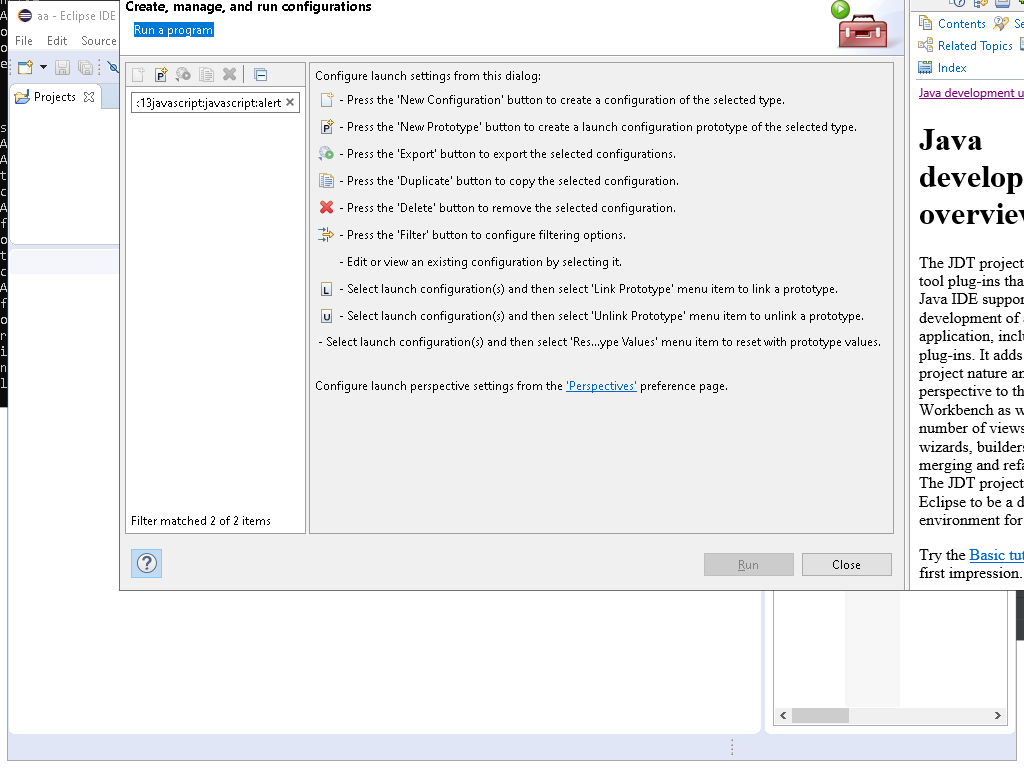 aa - Eclipse IDE
File Edit Source
Projects
Create, manage, and run configurations
Run a program
:13javascript:javascript:alert
Filter matched 2 of 2 items
Configure launch settings from this dialog:
- Press the 'New Configuration' button to create a configuration of the selected type.
- Press the 'New Prototype' button to create a launch configuration prototype of the selected type.
- Press the 'Export' button to export the selected configurations.
- Press the 'Duplicate' button to copy the selected configuration.
- Press the 'Delete' button to remove the selected configuration.
- Press the 'Filter' button to configure filtering options.
- Edit or view an existing configuration by selecting it.
- Select launch configuration(s) and then select 'Link Prototype' menu item to link a prototype.
- Select launch configuration(s) and then select 'Unlink Prototype' menu item to unlink a prototype.
- Select launch configuration(s) and then select 'Res...ype Values' menu item to reset with prototype values.
Configure launch perspective settings from the 'Perspectives' preference page.
Run Close
Contents Se
Related Topics
Index
Java development u
Java
develop
overview
The JDT project
tool plug-ins tha
Java IDE suppor
development of a
application, inclu
plug-ins. It adds
project nature an
perspective to th
Workbench as w
number of views
wizards, builders
merging and refa
The JDT project
Eclipse to be a d
environment for
Try the Basic tut
first impression.